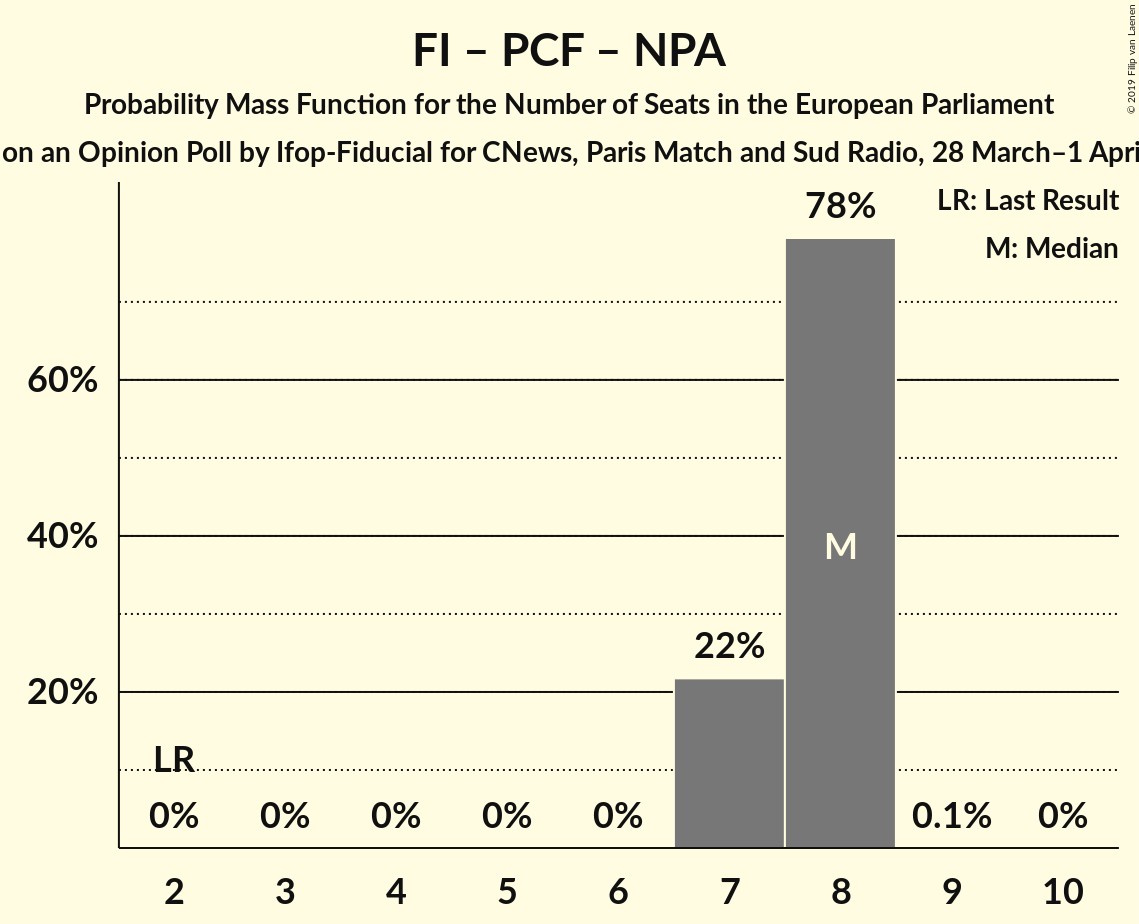 FI – PCF – NPA
Probability Mass Function for the Number of Seats in the European Parliament
on an Opinion Poll by Ifop-Fiducial for CNews, Paris Match and Sud Radio, 28 March–1 Apri
© 2019 Filip van Laenen
LR: Last Result
M: Median
78%
60%
40%
M
22%
20%
LR
0% 0% 0% 0% 0% 0.1% 0%
2 3 4 5 6 7 8 9 10